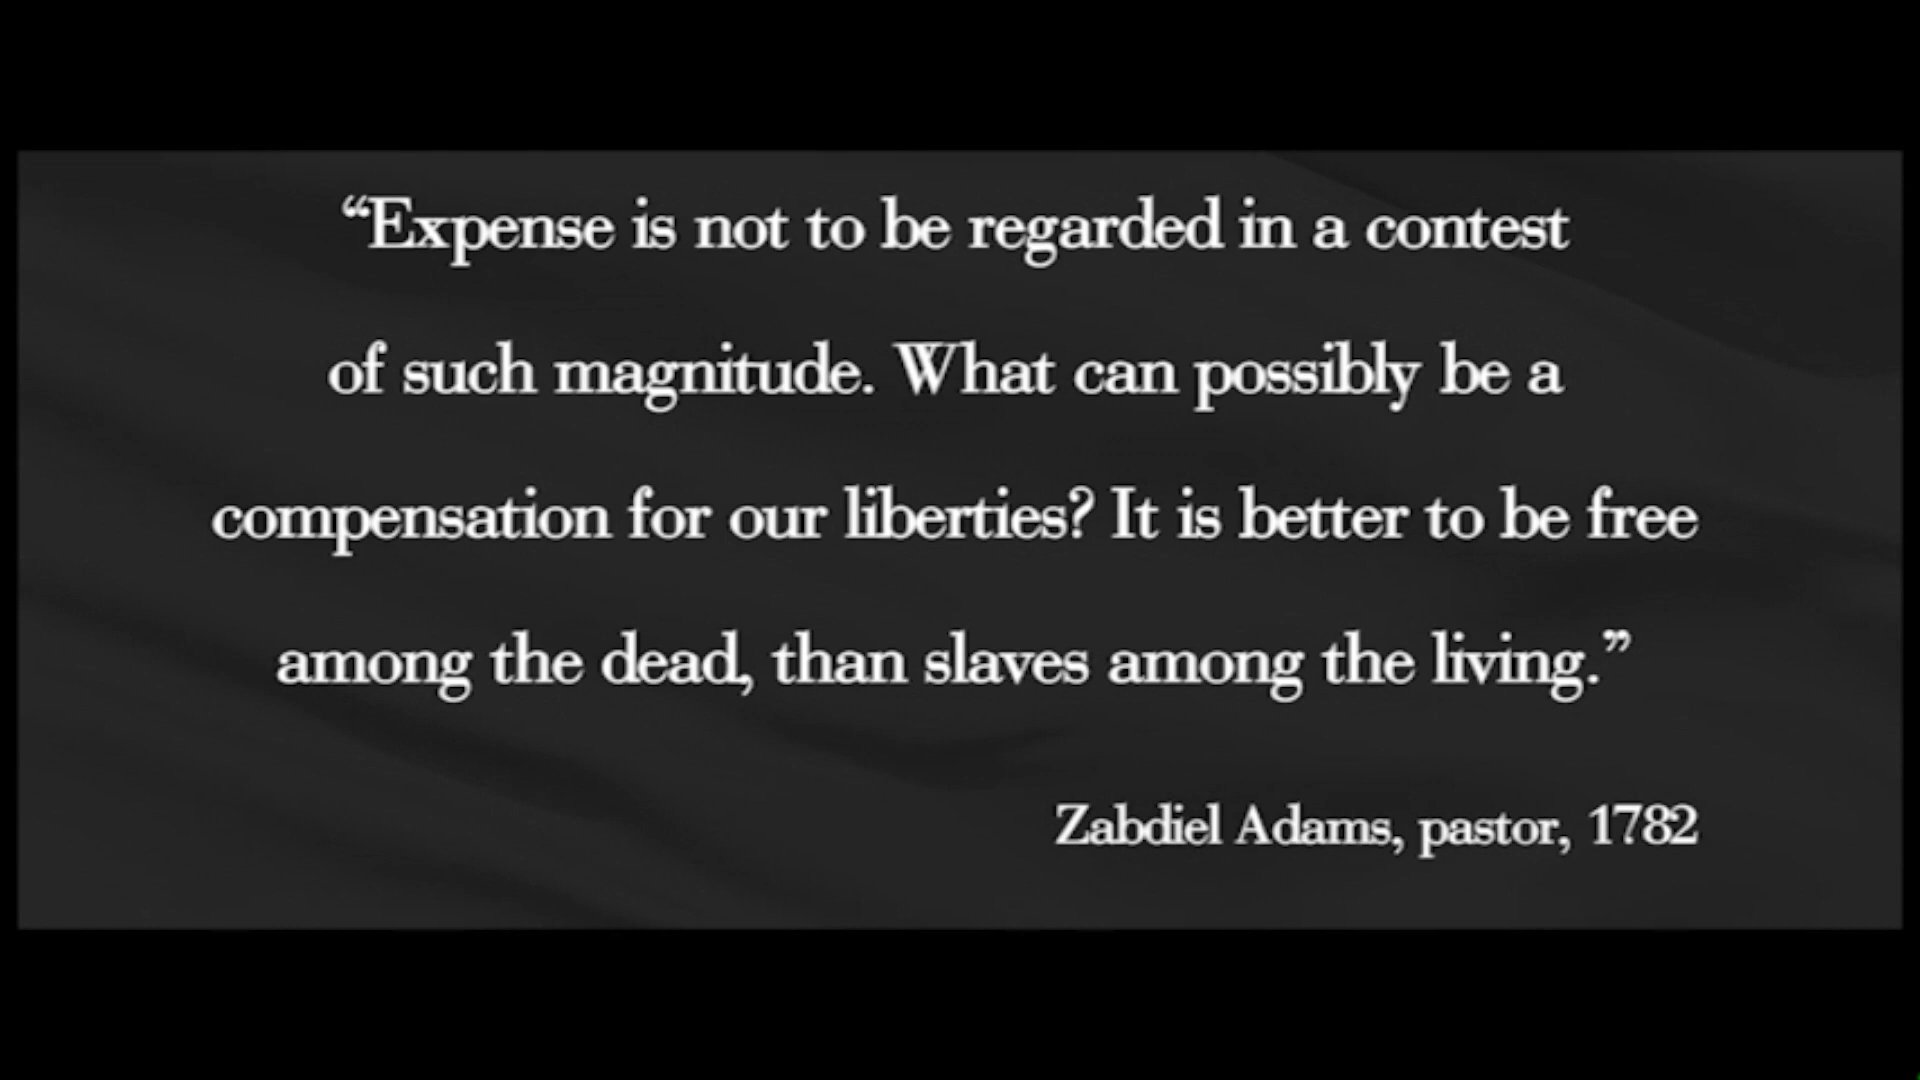 “Expense is not to be regarded in a contest
of such magnitude. What can possibly be a
compensation for our liberties? It is better to be free
among the dead, than slaves among the living.”
Zabdiel Adams, pastor, 1782